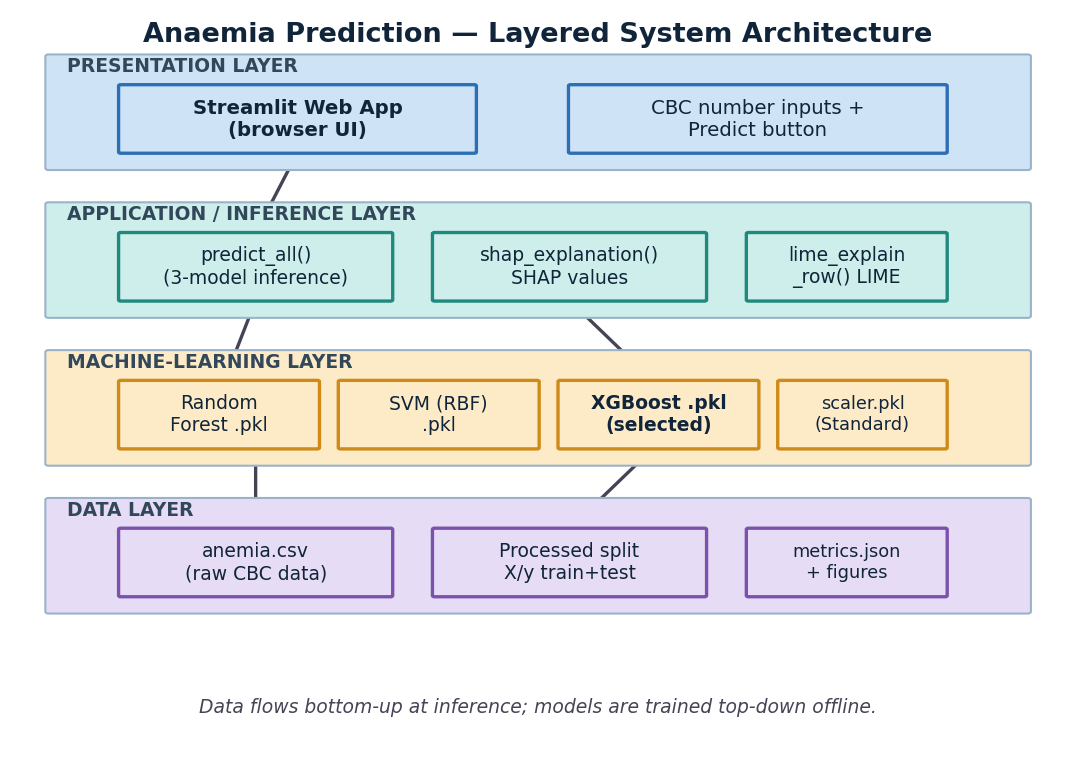 Anaemia Prediction — Layered System Architecture
PRESENTATION LAYER
Streamlit Web App
(browser UI)
CBC number inputs +
Predict button
APPLICATION / INFERENCE LAYER
predict_all()
(3-model inference)
shap_explanation()
SHAP values
lime_explain
_row() LIME
MACHINE-LEARNING LAYER
Random
Forest .pkl
SVM (RBF)
.pkl
XGBoost .pkl
(selected)
scaler.pkl
(Standard)
DATA LAYER
anemia.csv
(raw CBC data)
Processed split
X/y train+test
metrics.json
+ figures
Data flows bottom-up at inference; models are trained top-down offline.